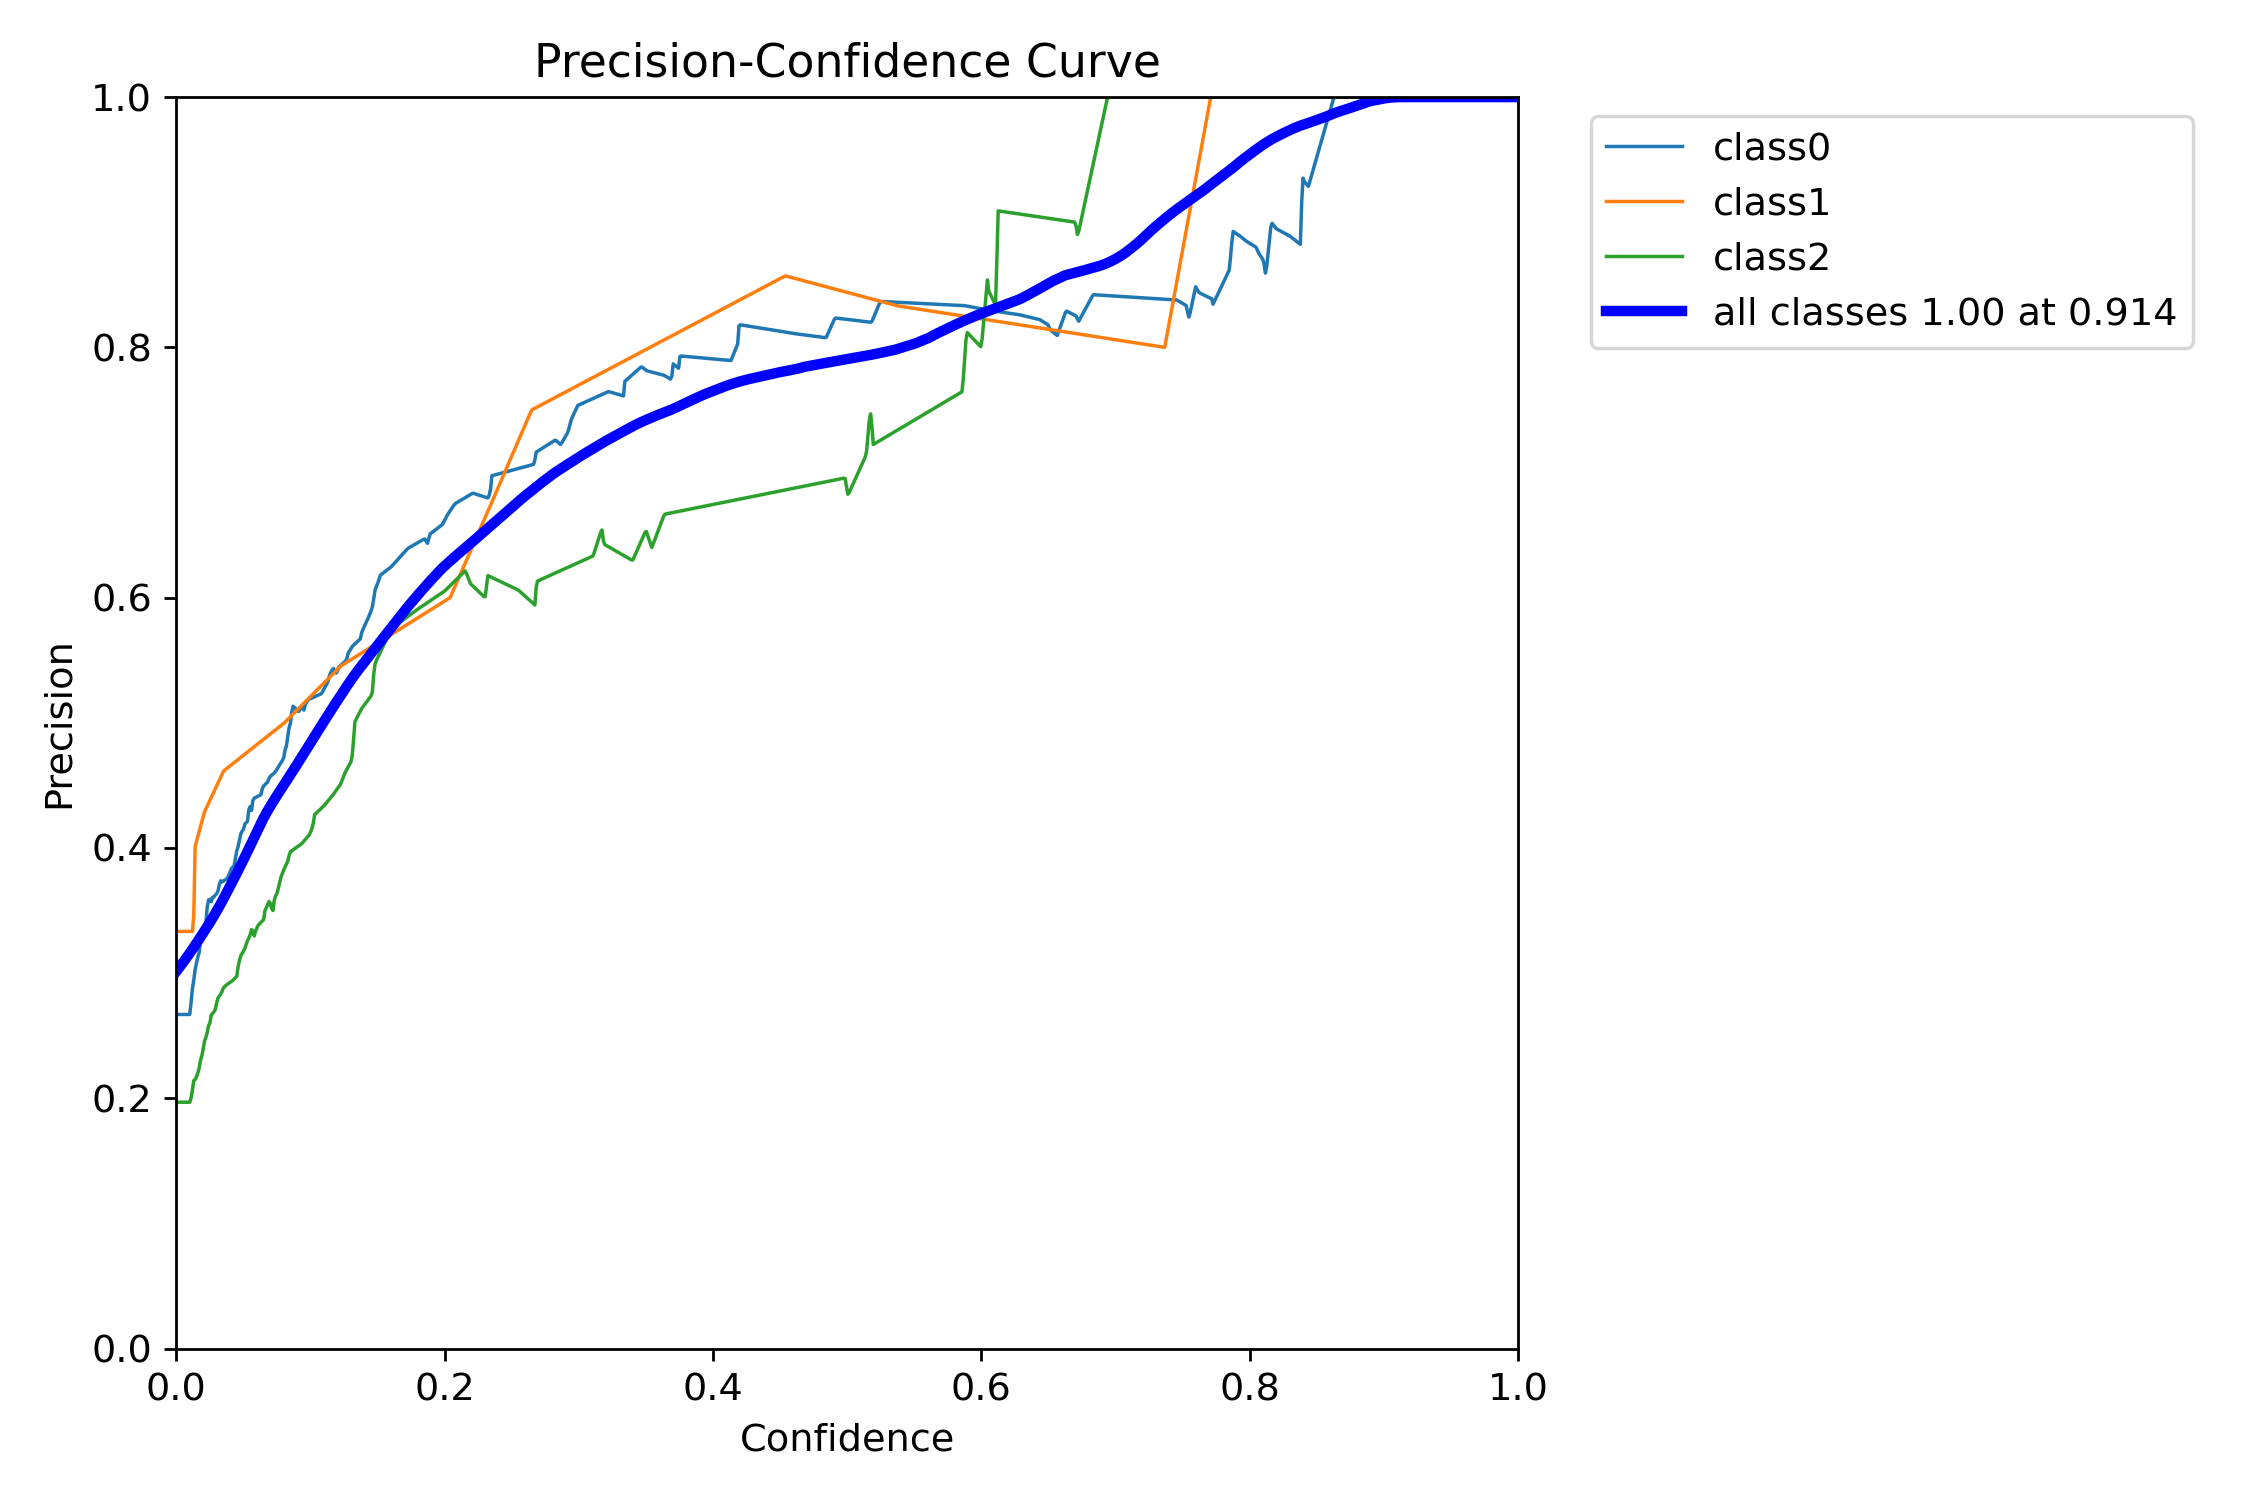 Precision-Confidence Curve
1.0
0.8
0.6
0.4
0.2
0.0
Precision
0.0 0.2 0.4 0.6 0.8 1.0
Confidence
class0
class1
class2
all classes 1.00 at 0.914